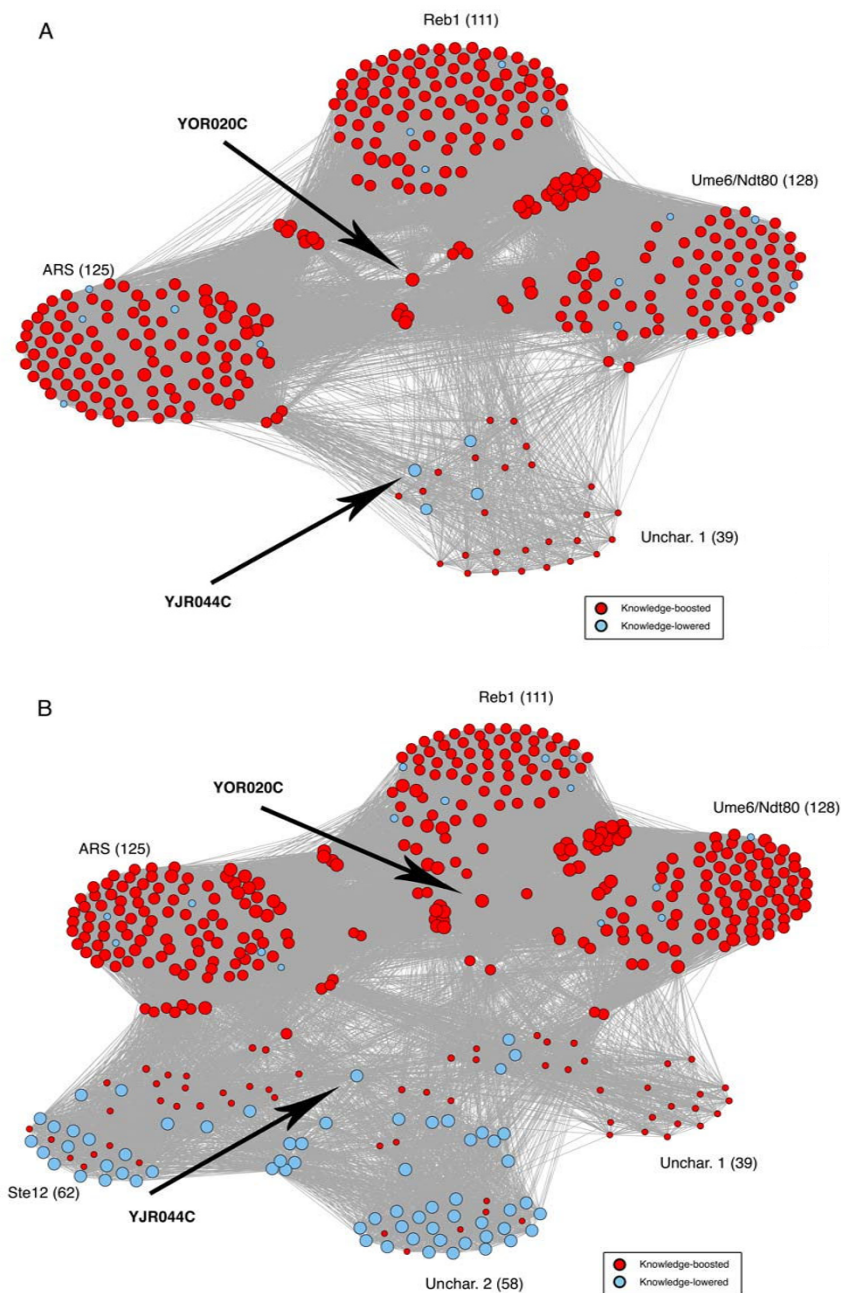 A
Reb1 (111)
YOR020C
Ume6/Ndt80 (128)
ARS (125)
Unchar. 1 (39)
YJR044C
Knowledge-boosted
Knowledge-lowered
B
Reb1 (111)
YOR020C
Ume6/Ndt80 (128)
ARS (125)
Unchar. 1 (39)
Ste12 (62)
YJR044C
Knowledge-boosted
Knowledge-lowered
Unchar. 2 (58)